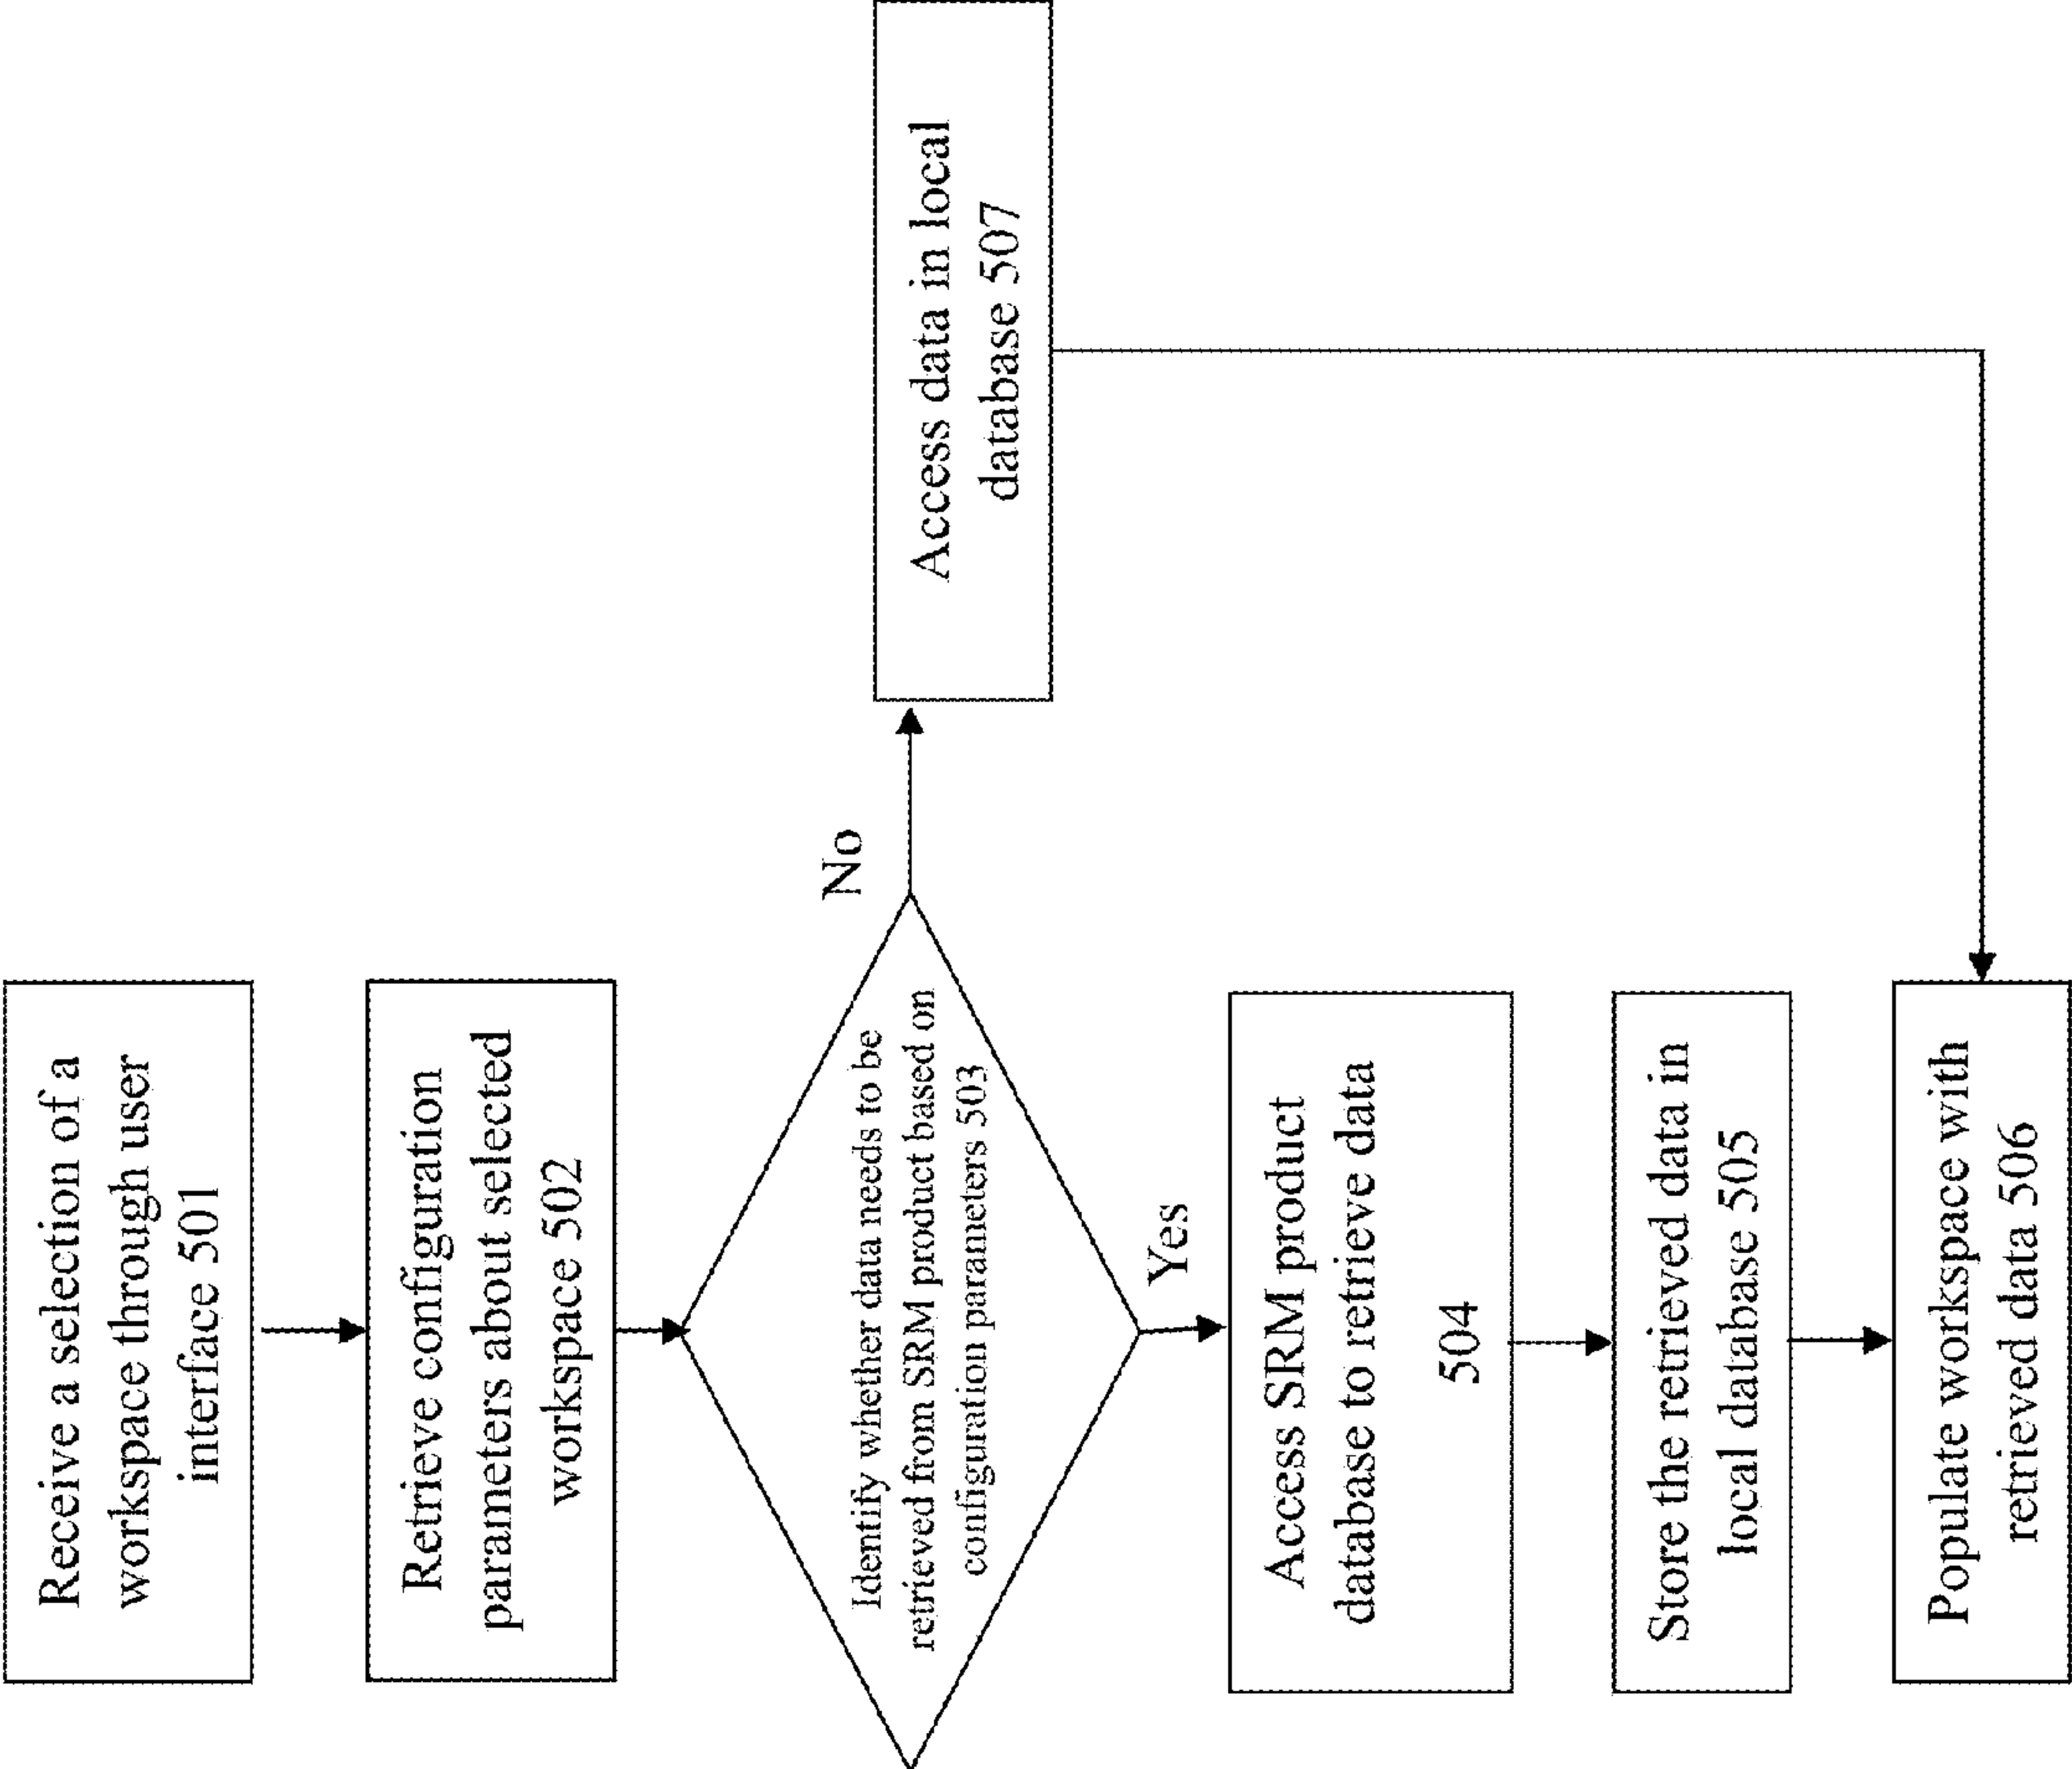 Receive a selection of a
workspace through user
interface 501
Retrieve configuration
parameters about selected
workspace 502
Identify whether data needs to be
retrieved from SRM product based on
configuration parameters 503
No
Access data in local
database 507
Yes
Access SRM product
database to retrieve data
504
Store the retrieved data in
local database 505
Populate workspace with
retrieved data 506